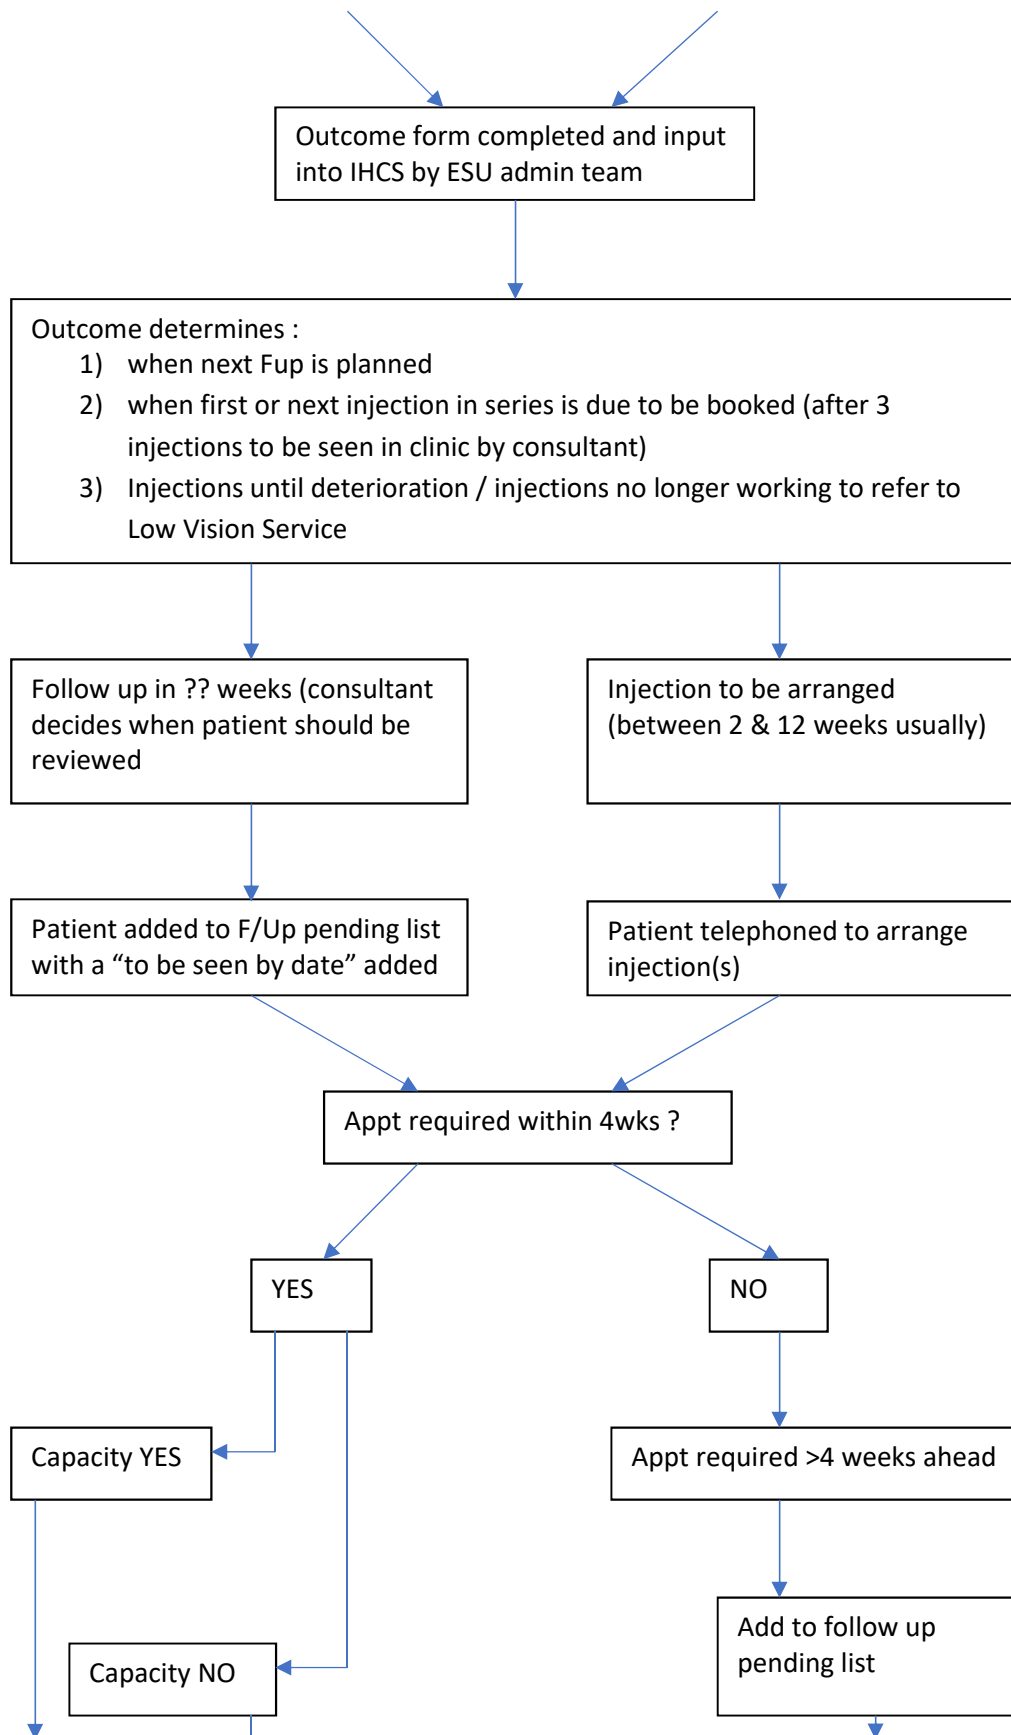 Outcome form completed and input
into IHCS by ESU admin team
Outcome determines :
1) when next Fup is planned
2) when first or next injection in series is due to be booked (after 3
injections to be seen in clinic by consultant)
3) Injections until deterioration / injections no longer working to refer to
Low Vision Service
Follow up in ?? weeks (consultant
decides when patient should be
reviewed
Injection to be arranged
(between 2 & 12 weeks usually)
Patient added to F/Up pending list
with a “to be seen by date” added
Patient telephoned to arrange
injection(s)
Appt required within 4wks ?
YES
NO
Capacity YES
Appt required >4 weeks ahead
Capacity NO
Add to follow up
pending list